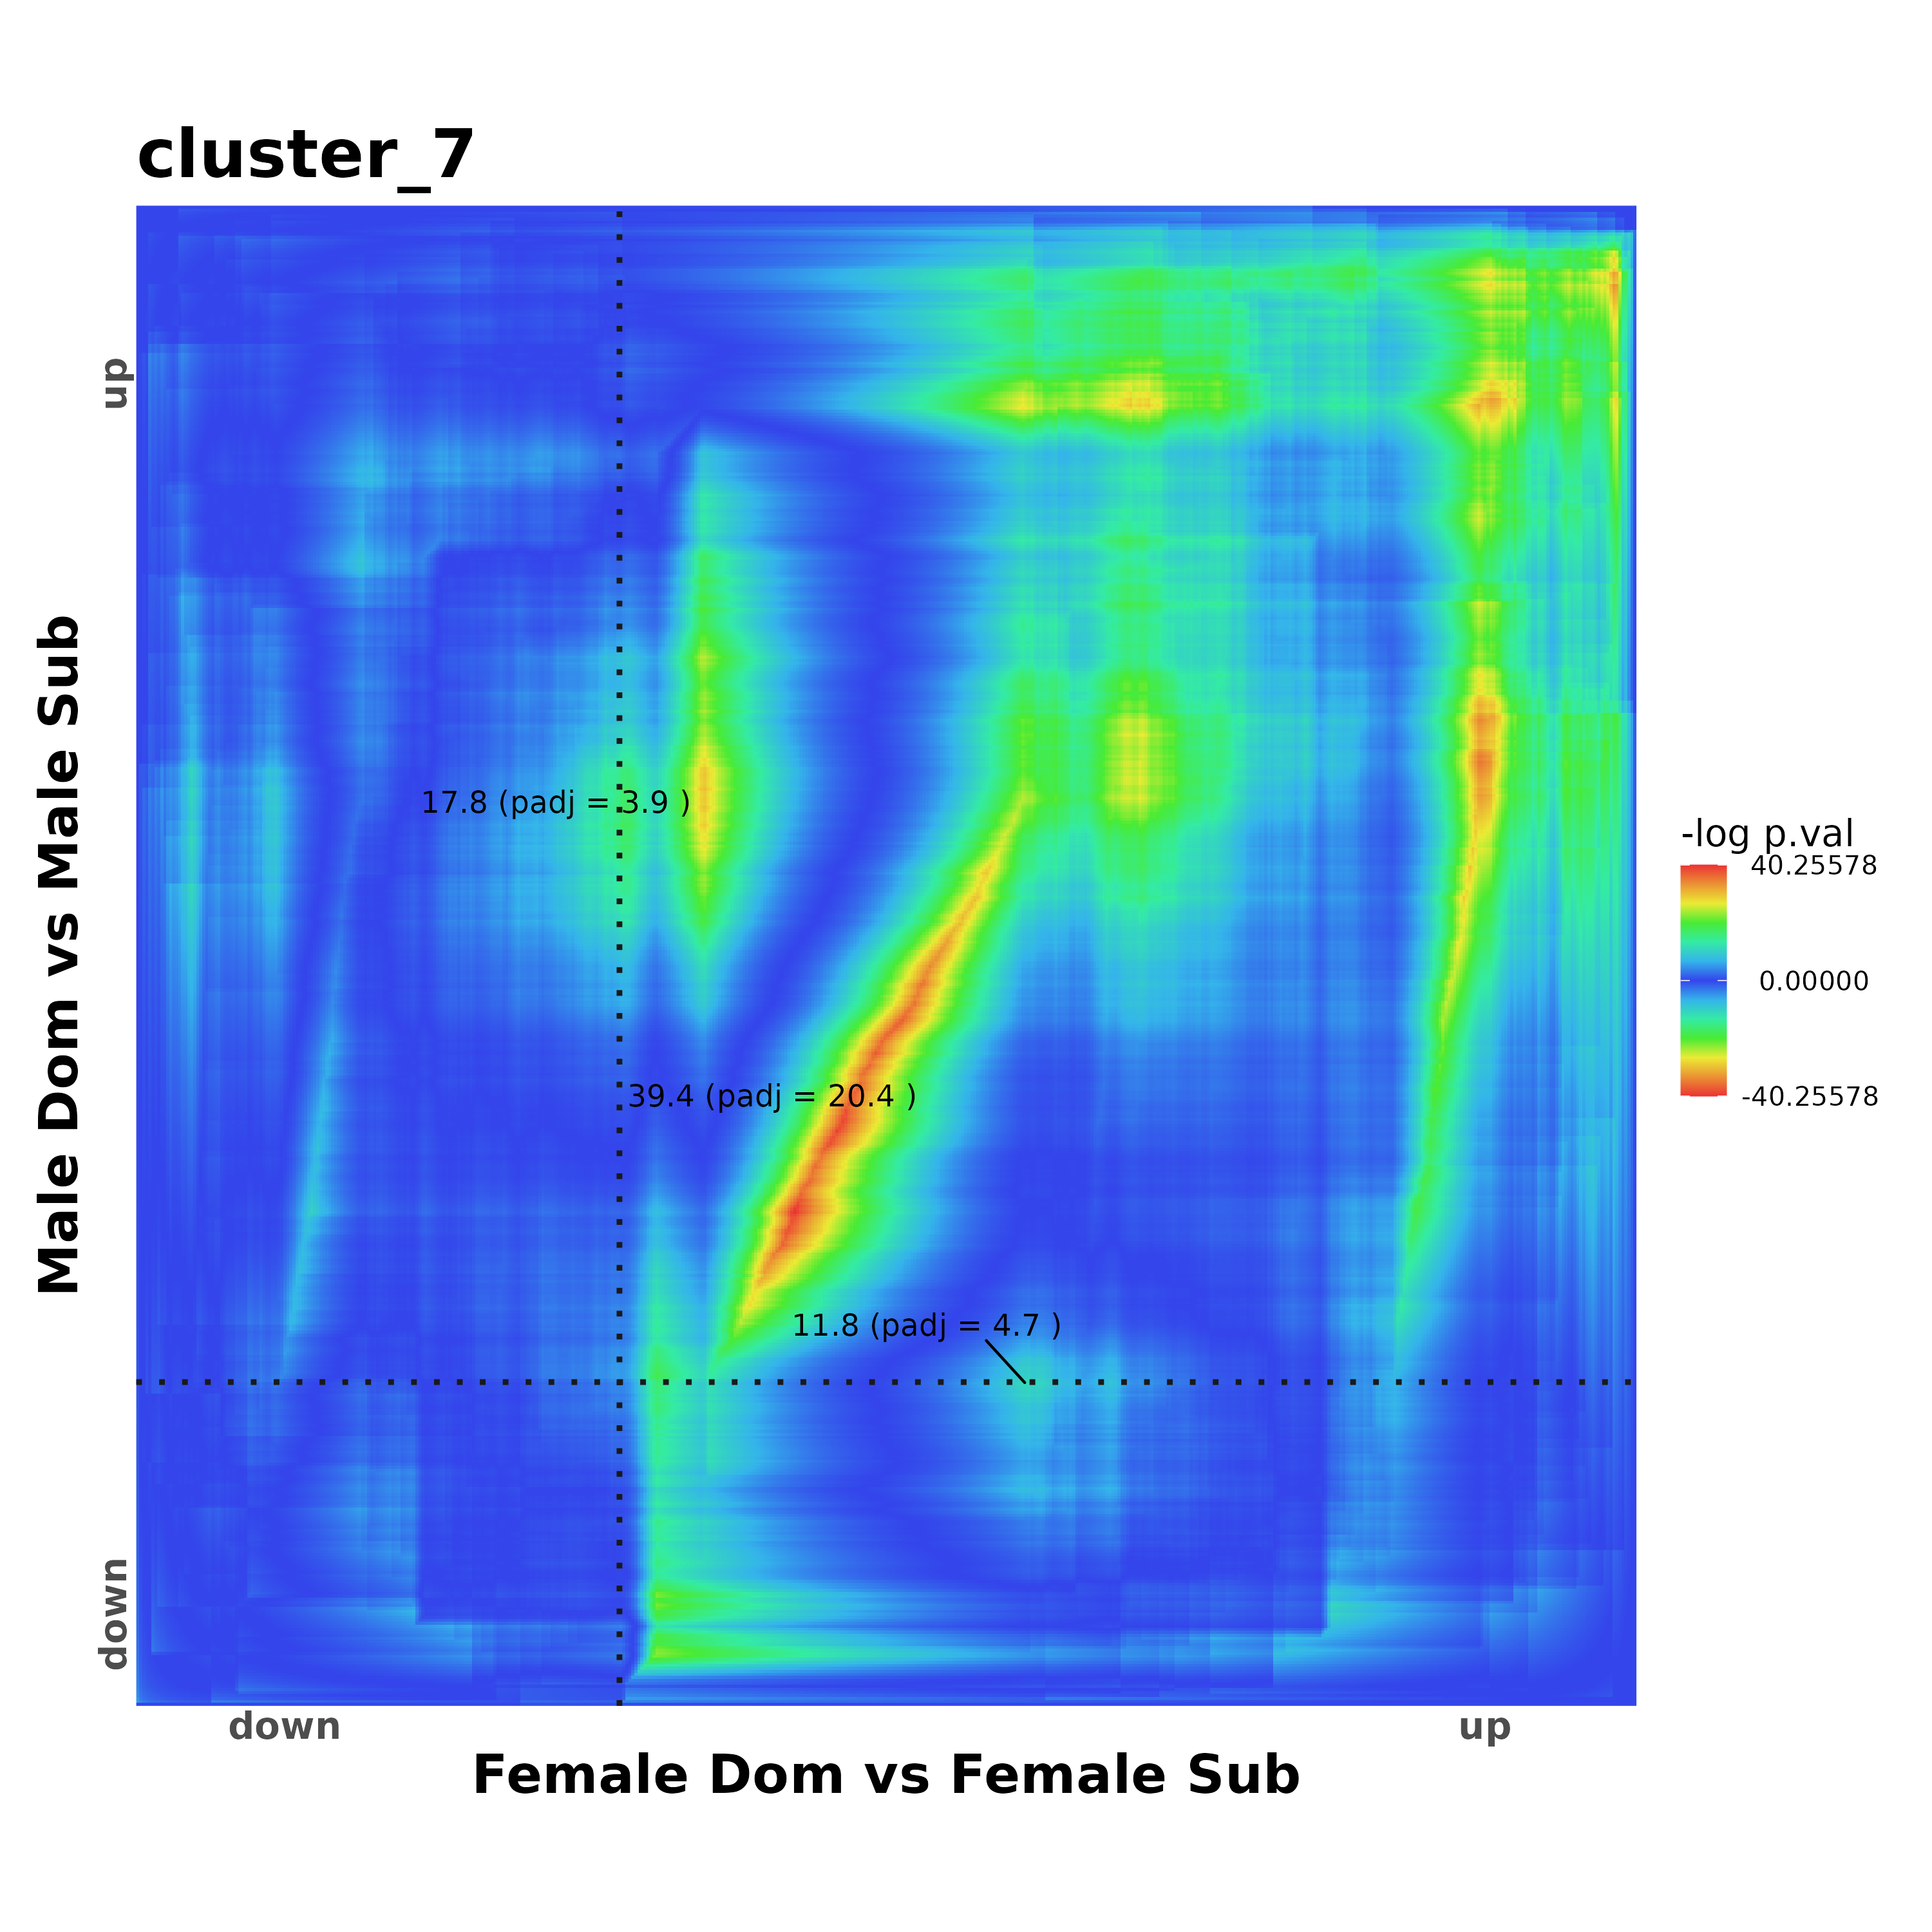 cluster_7
up
Male Dom vs Male Sub
down
17.8 (padj = 3.9 )
39.4 (padj = 20.4 )
11.8 (padj = 4.7 )
-log p.val
40.25578
0.00000
-40.25578
down
up
Female Dom vs Female Sub